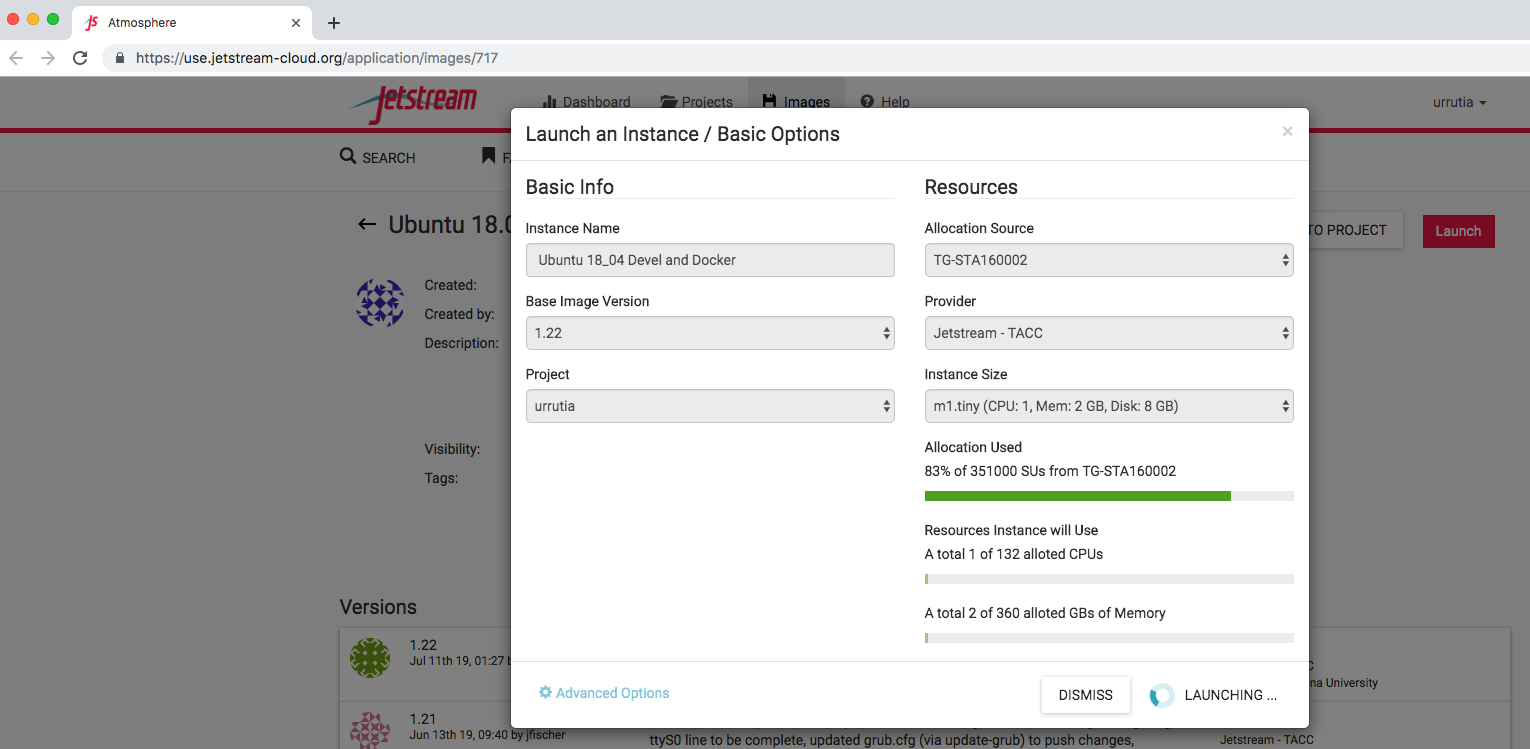 Atmosphere
https://use.jetstream-cloud.org/application/images/717
Jetstream
Dashboard
Projects
Images
Help
urrutia
SEARCH
Launch an Instance / Basic Options
Ubuntu 18.
TO PROJECT
Launch
Created:
Created by:
Description:
Visibility:
Tags:
Basic Info
Instance Name
Ubuntu 18_04 Devel and Docker
Base Image Version
1.22
Project
urrutia
Resources
Allocation Source
TG-STA160002
Provider
Jetstream - TACC
Instance Size
m1.tiny (CPU: 1, Mem: 2 GB, Disk: 8 GB)
Allocation Used
83% of 351000 SUs from TG-STA160002
Resources Instance will Use
A total 1 of 132 alloted CPUs
A total 2 of 360 alloted GBs of Memory
Advanced Options
DISMISS
LAUNCHING ...
Versions
1.22
Jul 11th 19, 01:27
na University
1.21
Jun 13th 19, 09:40 by jfischer
ttyS0 line to be complete, updated grub.cfg (via update-grub) to push changes,
Jetstream - TACC